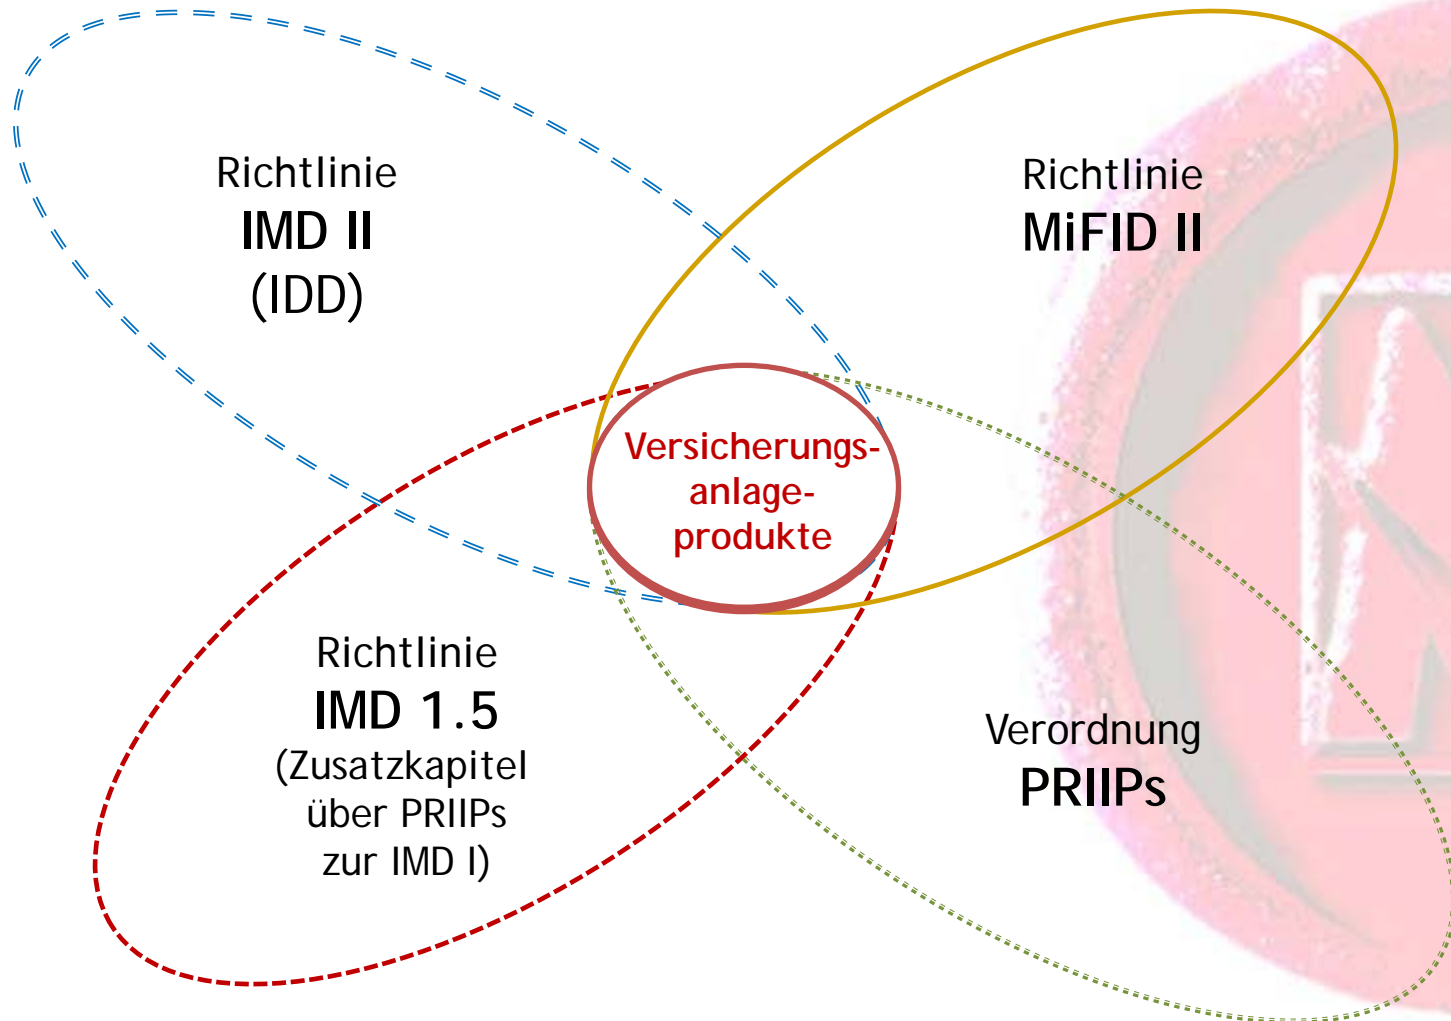 Richtlinie
IMD II
(IDD)
Richtlinie
MiFID II
Versicherungs-
anlage-
produkte
Richtlinie
IMD 1.5
(Zusatzkapitel
über PRIIPs
zur IMD I)
Verordnung
PRIIPs